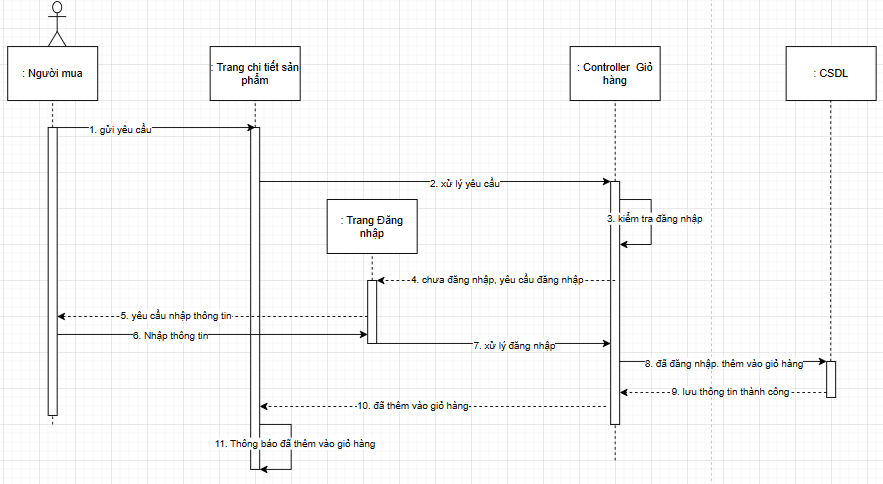 : Người mua
: Trang chi tiết sản
phẩm
: Controller Giỏ
hàng
: CSDL
1. gửi yêu cầu
2. xử lý yêu cầu
: Trang Đăng
nhập
3. kiểm tra đăng nhập
4. chưa đăng nhập, yêu cầu đăng nhập
5. yêu cầu nhập thông tin
6. Nhập thông tin
7. xử lý đăng nhập
8. đã đăng nhập. thêm vào giỏ hàng
9. lưu thông tin thành công
10. đã thêm vào giỏ hàng
11. Thông báo đã thêm vào giỏ hàng